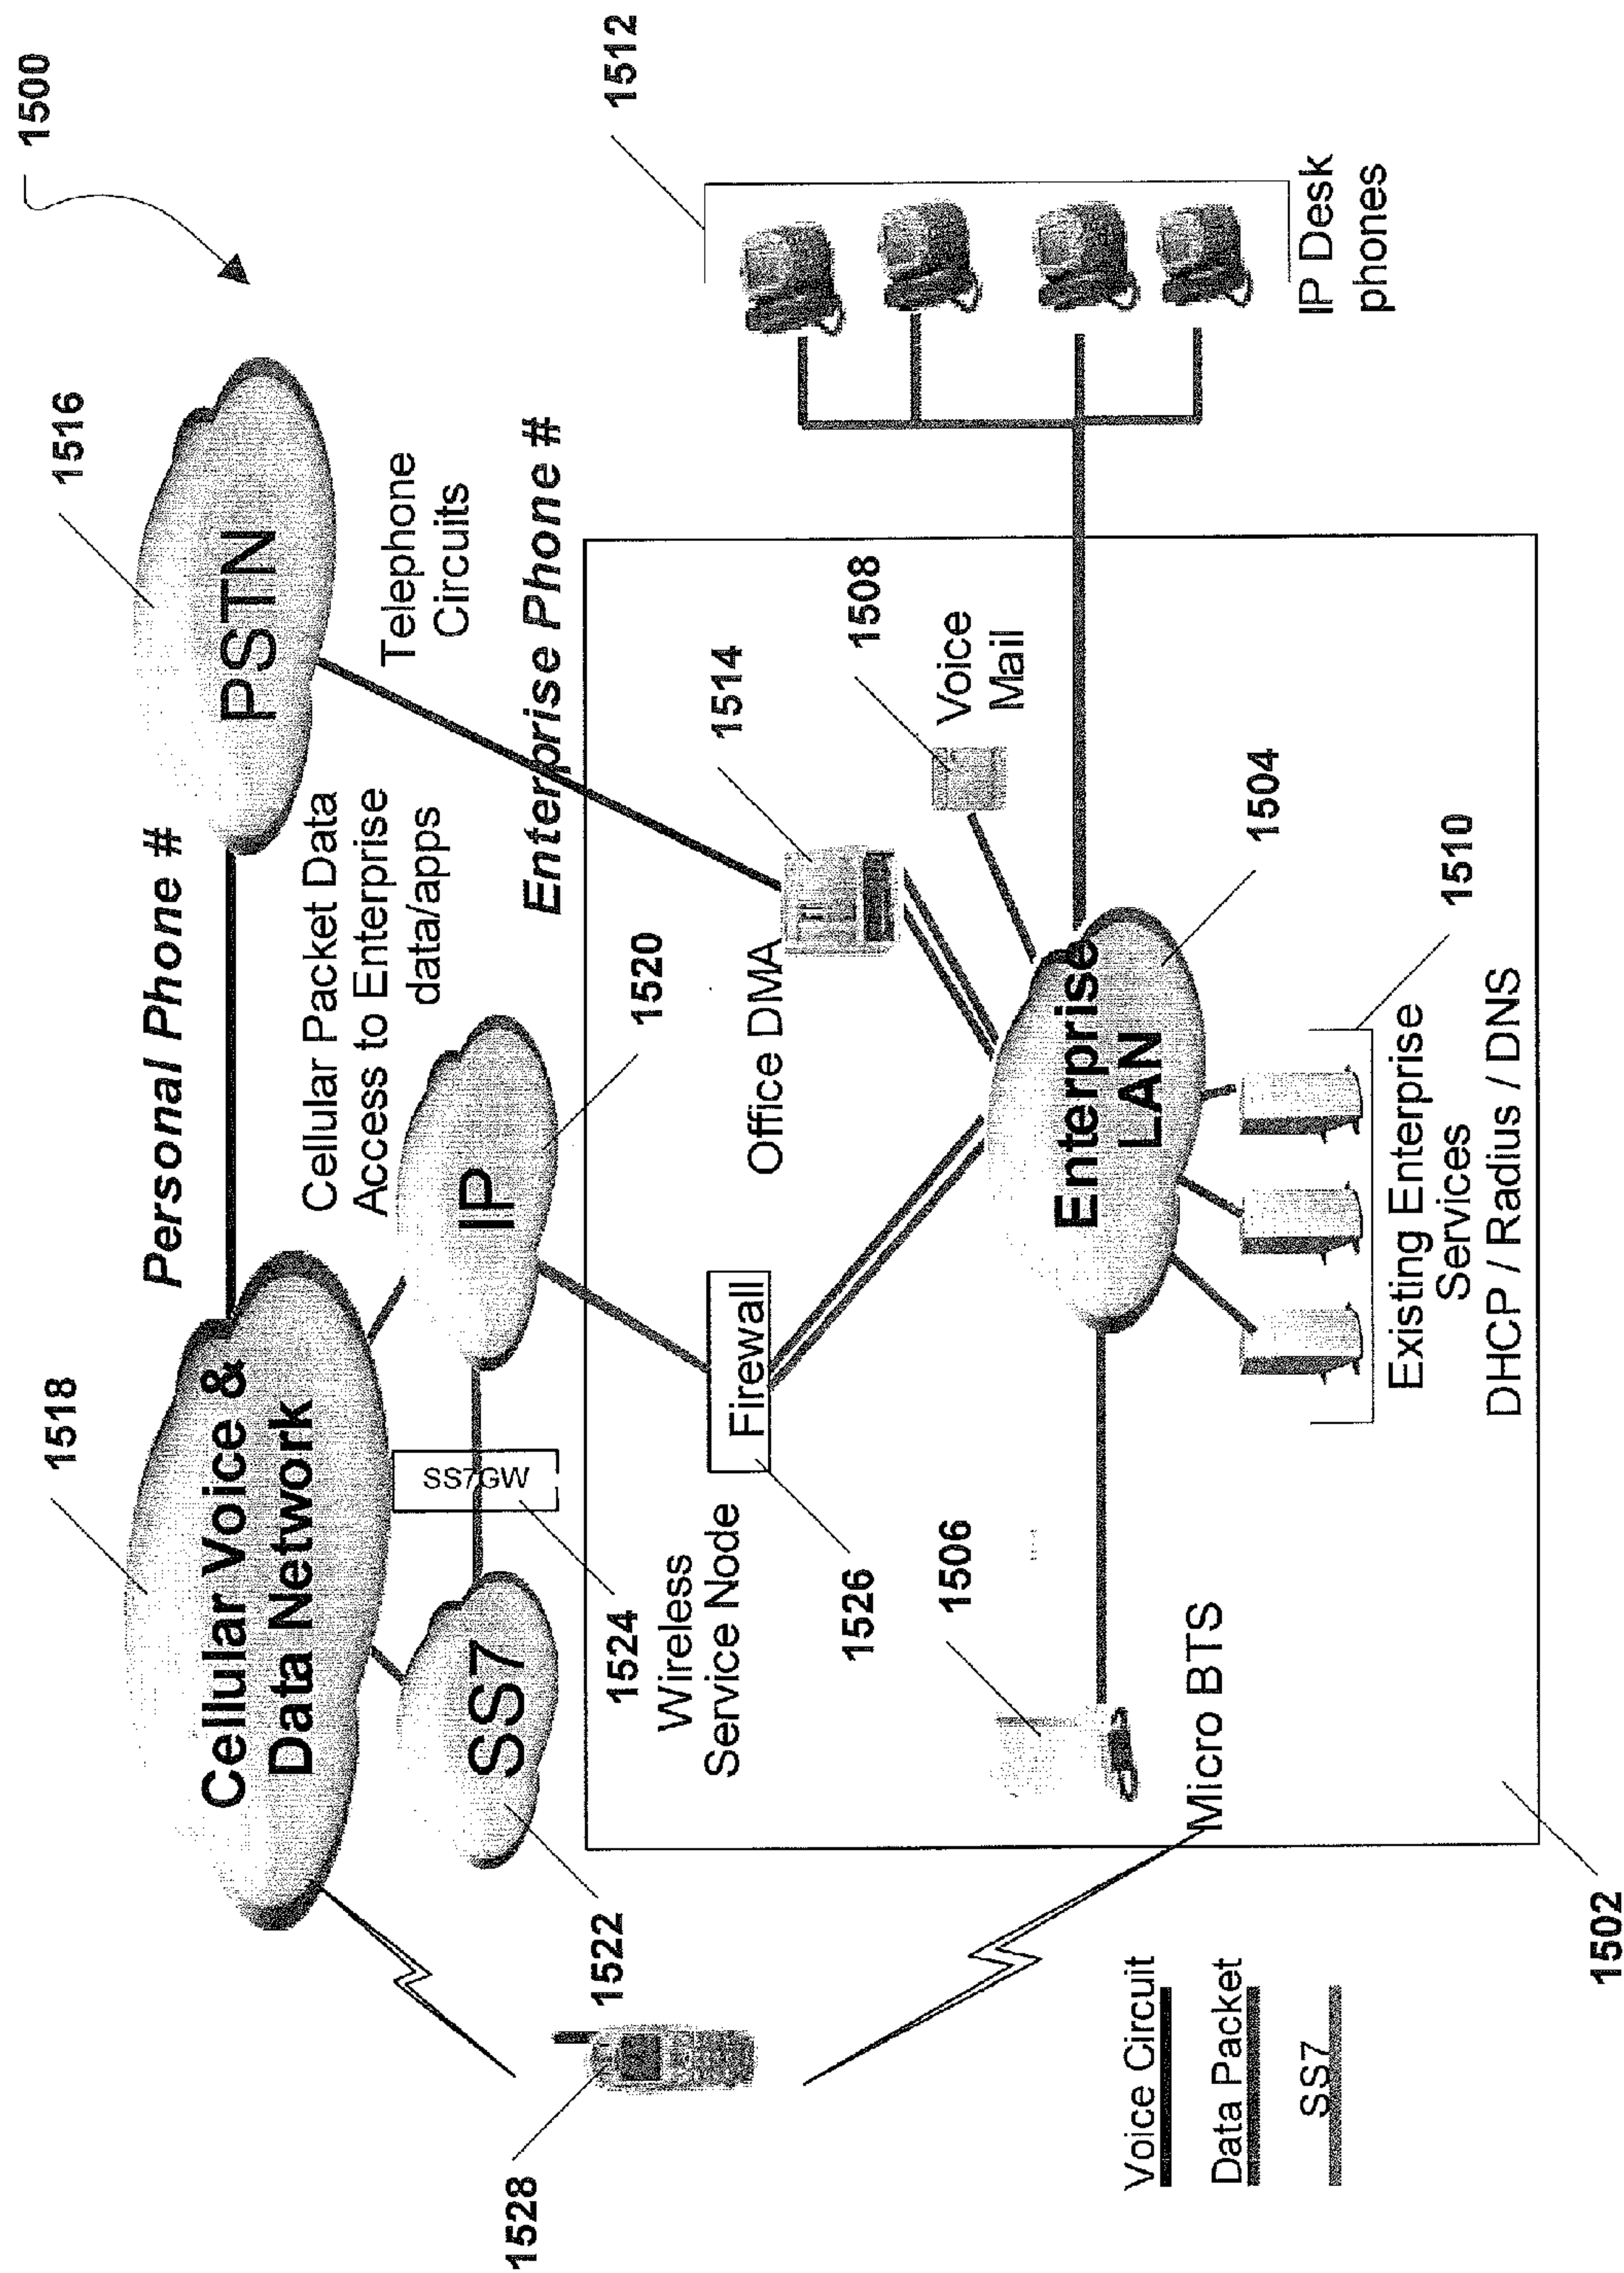 1500
1516
1518
Personal Phone #
PSTN
Cellular Voice &
Data Network
Cellular Packet Data
Access to Enterprise
data/apps
Telephone
Circuits
IP
SS7GW
SS7
1520
Enterprise Phone #
1512
1522
1524
1528
Wireless
Service Node
Firewall
1526
Office DMA
1514
1508
Voice
Mail
1506
Enterprise
LAN
1504
Micro BTS
IP Desk
phones
1510
Existing Enterprise
Services
DHCP / Radius / DNS
Voice Circuit
Data Packet
SS7
1502